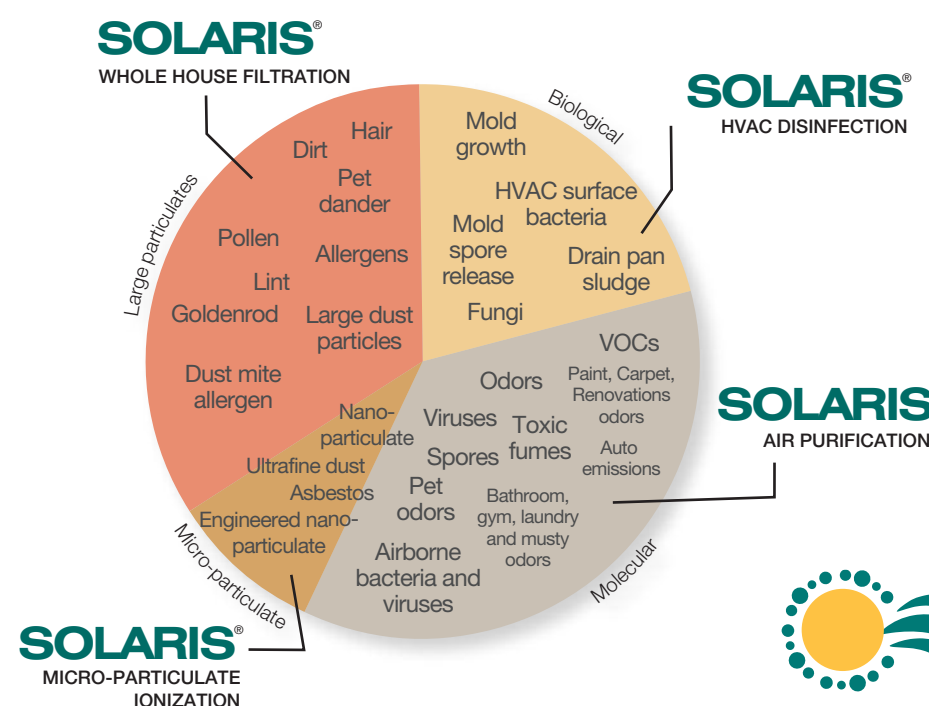 SOLARIS®
WHOLE HOUSE FILTRATION
SOLARIS®
HVAC DISINFECTION
Large particulates
Hair
Dirt
Pet
dander
Pollen
Allergens
Lint
Goldenrod
Large dust
particles
Dust mite
allergen
Biological
Mold
growth
HVAC surface
bacteria
Mold
spore
release
Drain pan
sludge
Fungi
VOCs
Odors
Paint, Carpet,
Renovations
odors
Viruses
Toxic
fumes
Spores
Auto
emissions
Pet
odors
Bathroom,
gym, laundry
and musty
odors
Airborne
bacteria and
viruses
Molecular
SOLARIS
AIR PURIFICATION
Nano-
particulate
Ultrafine dust
Asbestos
Engineered nano-
particulate
Micro-particulate
SOLARIS®
MICRO-PARTICULATE
IONIZATION